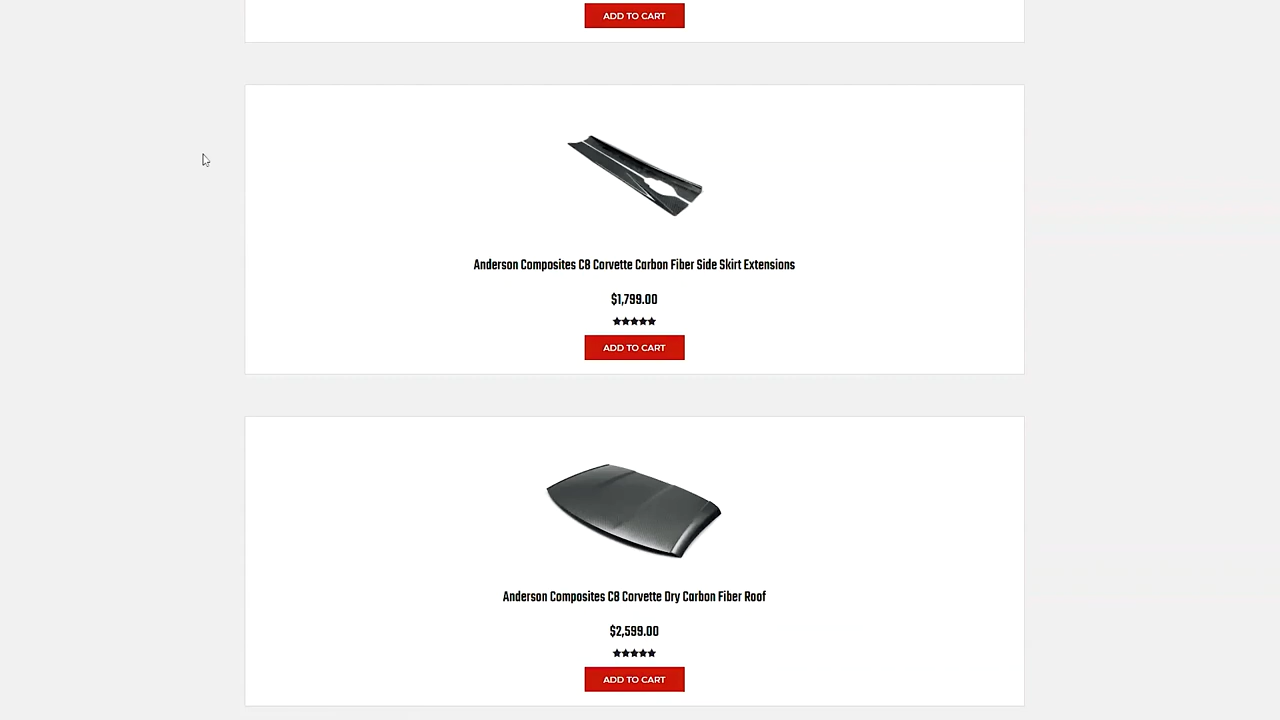 ADD TO CART
Anderson Composites C8 Corvette Carbon Fiber Side Skirt Extensions
$1,799.00
ADD TO CART
Anderson Composites C8 Corvette Dry Carbon Fiber Roof
$2,599.00
ADD TO CART